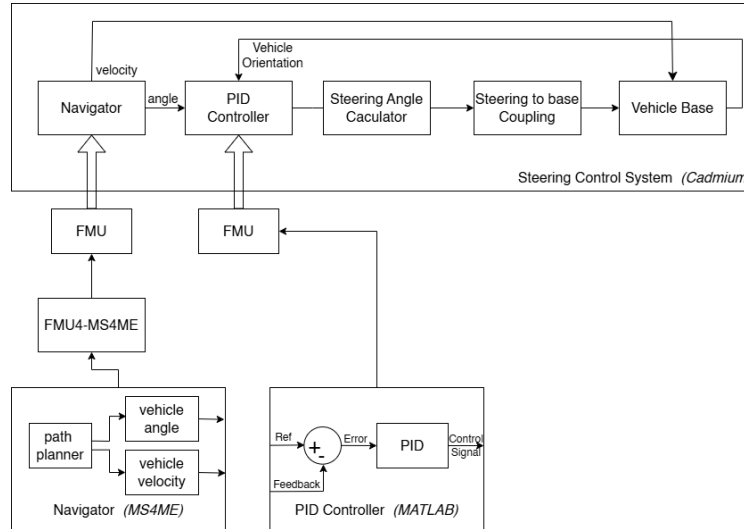 Vehicle
Orientation
velocity
Navigator
angle
PID
Controller
Steering Angle
Caculator
Steering to base
Coupling
Vehicle Base
Steering Control System (Cadmium)
FMU
FMU
FMU4-MS4ME
path
planner
vehicle
angle
vehicle
velocity
Navigator (MS4ME)
Ref
+
-
Error
PID
Control
Signal
Feedback
PID Controller (MATLAB)